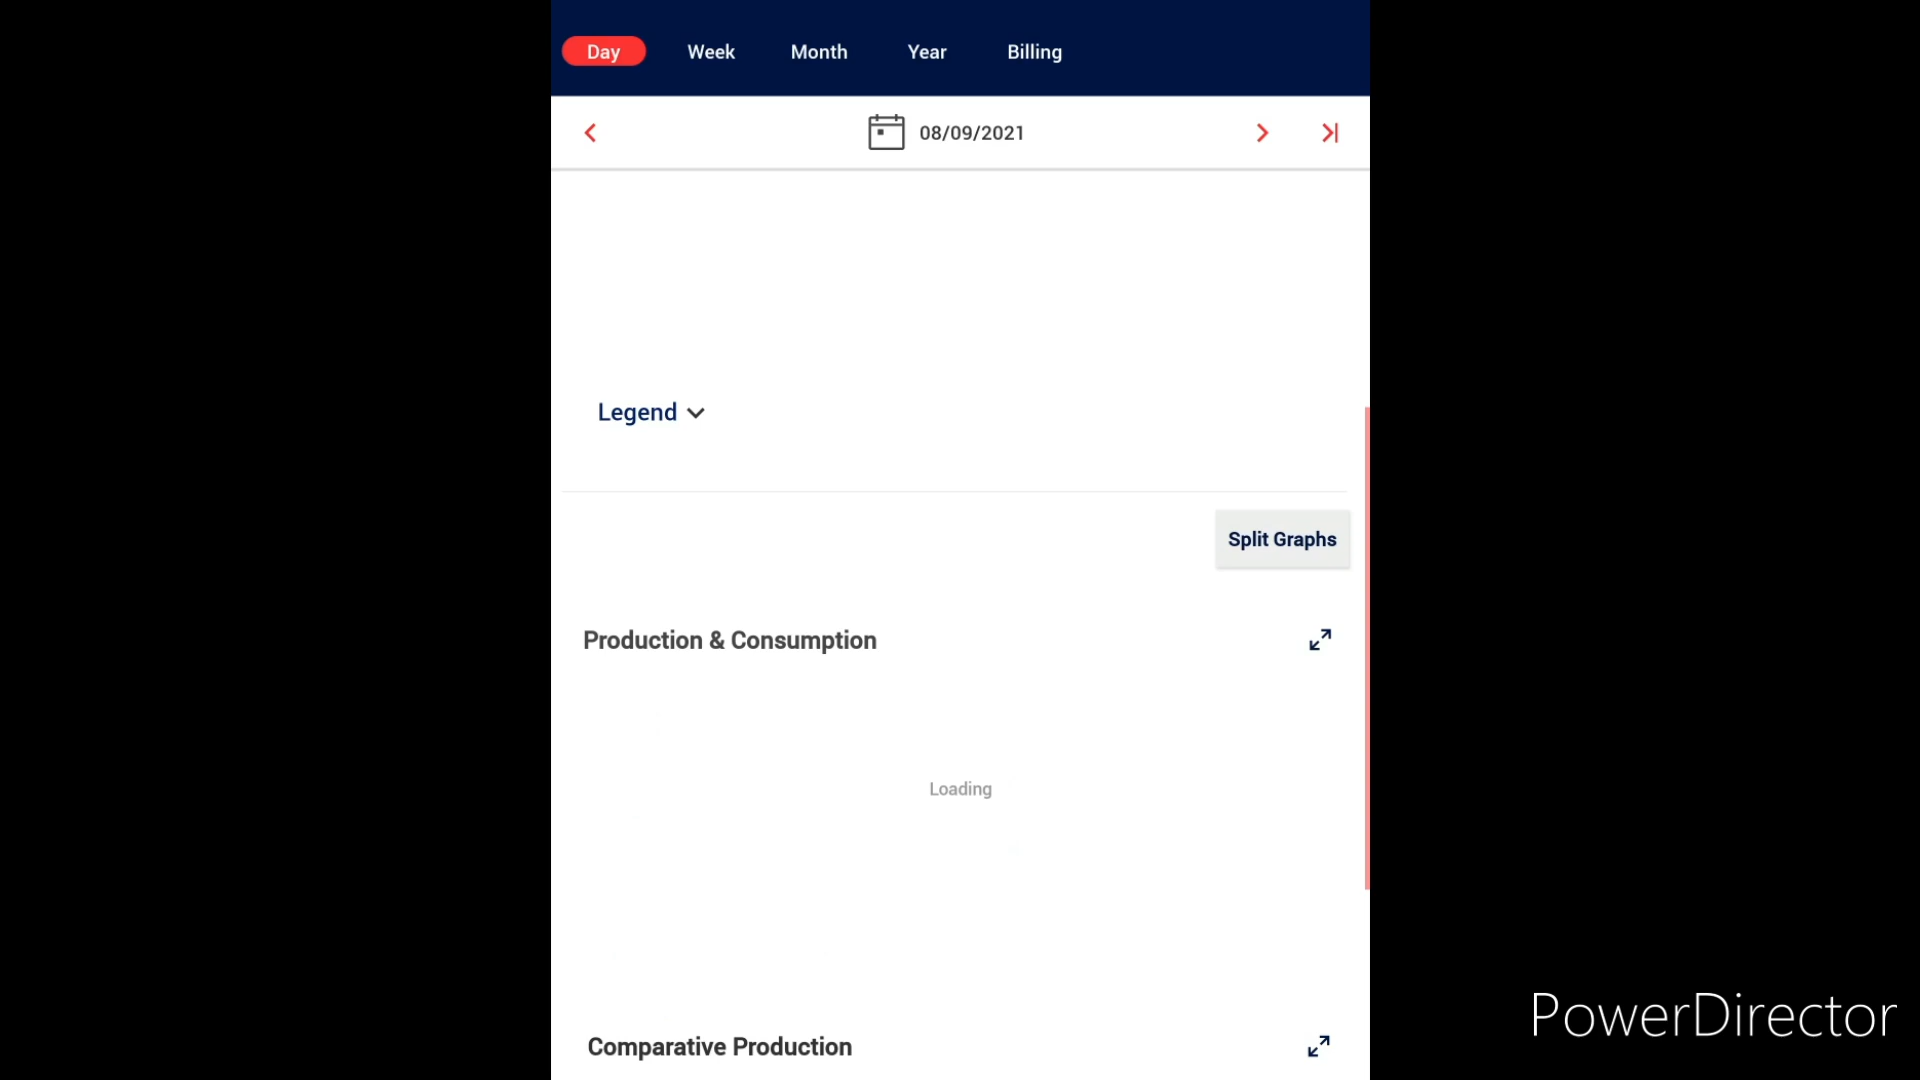 Day Week Month Year Billing
08/09/2021
Legend
Split Graphs
Production & Consumption
Loading
Comparative Production
PowerDirector